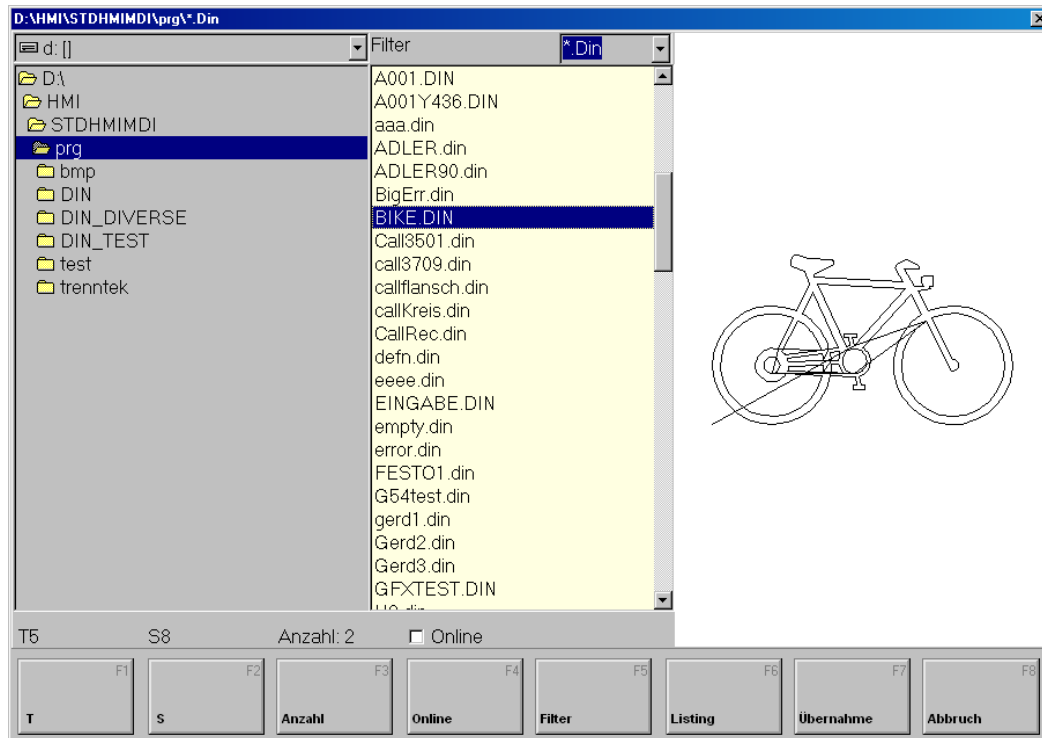 D:\HMI\STDHMIMDI\prg\*.Din
d: []
Filter
*.Din
D:\
HMI
STDHMIMDI
prg
bmp
DIN
DIN_DIVERSE
DIN_TEST
test
trenntek
A001.DIN
A001Y436.DIN
aaa.din
ADLER.din
ADLER90.din
BigErr.din
BIKE.DIN
Call3501.din
call3709.din
callflansch.din
callKreis.din
CallRec.din
defn.din
eeee.din
EINGABE.DIN
empty.din
error.din
FESTO1.din
G54test.din
gerd1.din
Gerd2.din
Gerd3.din
GFXTEST.DIN
T5 S8 Anzahl: 2 Online
F1 F2 F3 F4 F5 F6 F7 F8
T S Anzahl Online Filter Listing Übernahme Abbruch